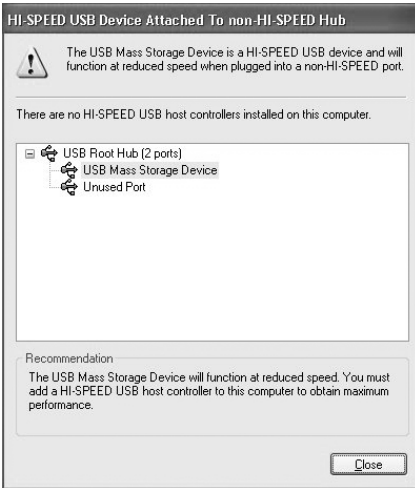 HI-SPEED USB Device Attached To non-HI-SPEED Hub
The USB Mass Storage Device is a HI-SPEED USB device and will
function at reduced speed when plugged into a non-HI-SPEED port.
There are no HI-SPEED USB host controllers installed on this computer.
USB Root Hub (2 ports)
USB Mass Storage Device
Unused Port
Recommendation
The USB Mass Storage Device will function at reduced speed. You must
add a HI-SPEED USB host controller to this computer to obtain maximum
performance.
Close